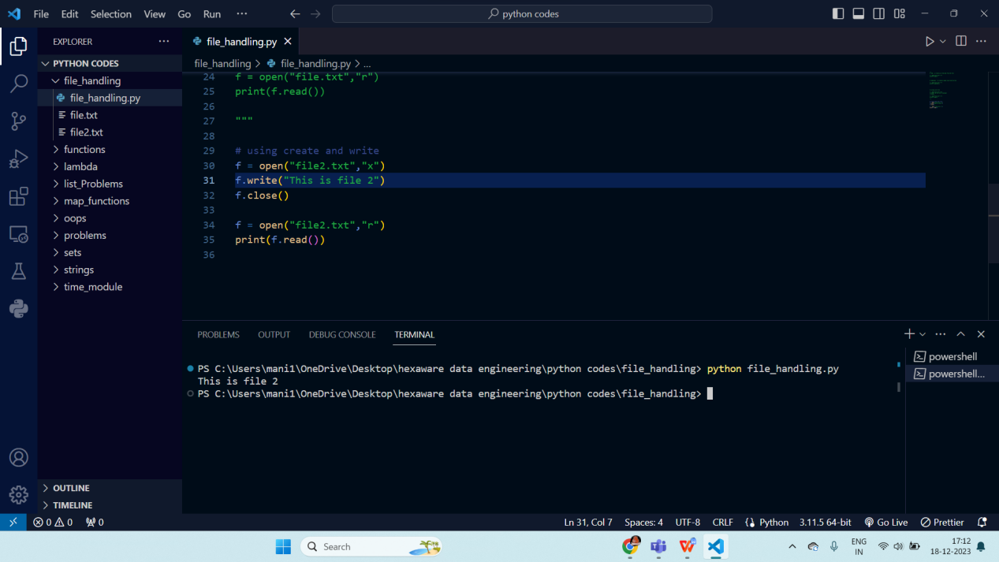 File Edit Selection View Go Run ···
python codes
EXPLORER
PYTHON CODES
file_handling
file_handling.py
file.txt
file2.txt
functions
lambda
list_Problems
map_functions
oops
problems
sets
strings
time_module
OUTLINE
TIMELINE
file_handling.py
file_handling > file_handling.py > ...
24 f = open("file.txt","r")
25 print(f.read())
26
27 """
28
29 # using create and write
30 f = open("file2.txt","x")
31 f.write("This is file 2")
32 f.close()
33
34 f = open("file2.txt","r")
35 print(f.read())
36
PROBLEMS OUTPUT DEBUG CONSOLE TERMINAL
PS C:\Users\mani1\OneDrive\Desktop\hexaware data engineering\python codes\file_handling> python file_handling.py
This is file 2
PS C:\Users\mani1\OneDrive\Desktop\hexaware data engineering\python codes\file_handling>
powershell
powershell...
0 0 0
Ln 31, Col 7 Spaces: 4 UTF-8 CRLF Python 3.11.5 64-bit Go Live Prettier
Search
ENG
IN
17:12
18-12-2023